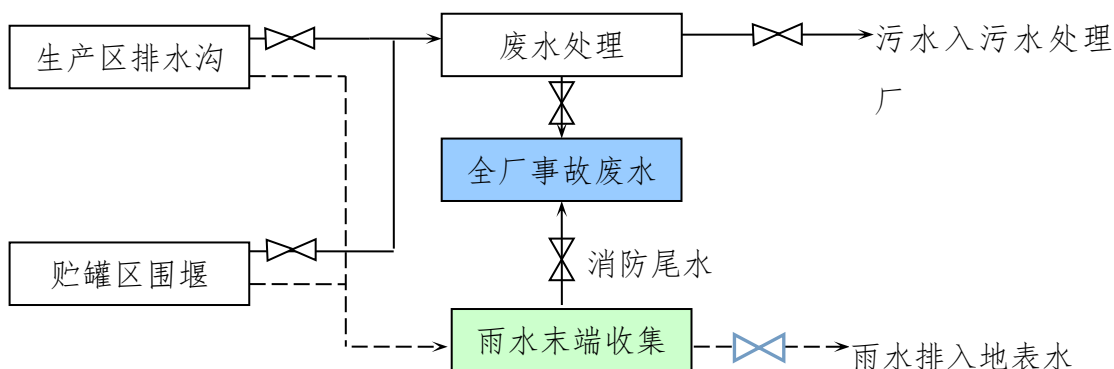 生产区排水沟
废水处理
污水入污水处理
厂
全厂事故废水
贮罐区围堰
消防尾水
雨水末端收集
雨水排入地表水